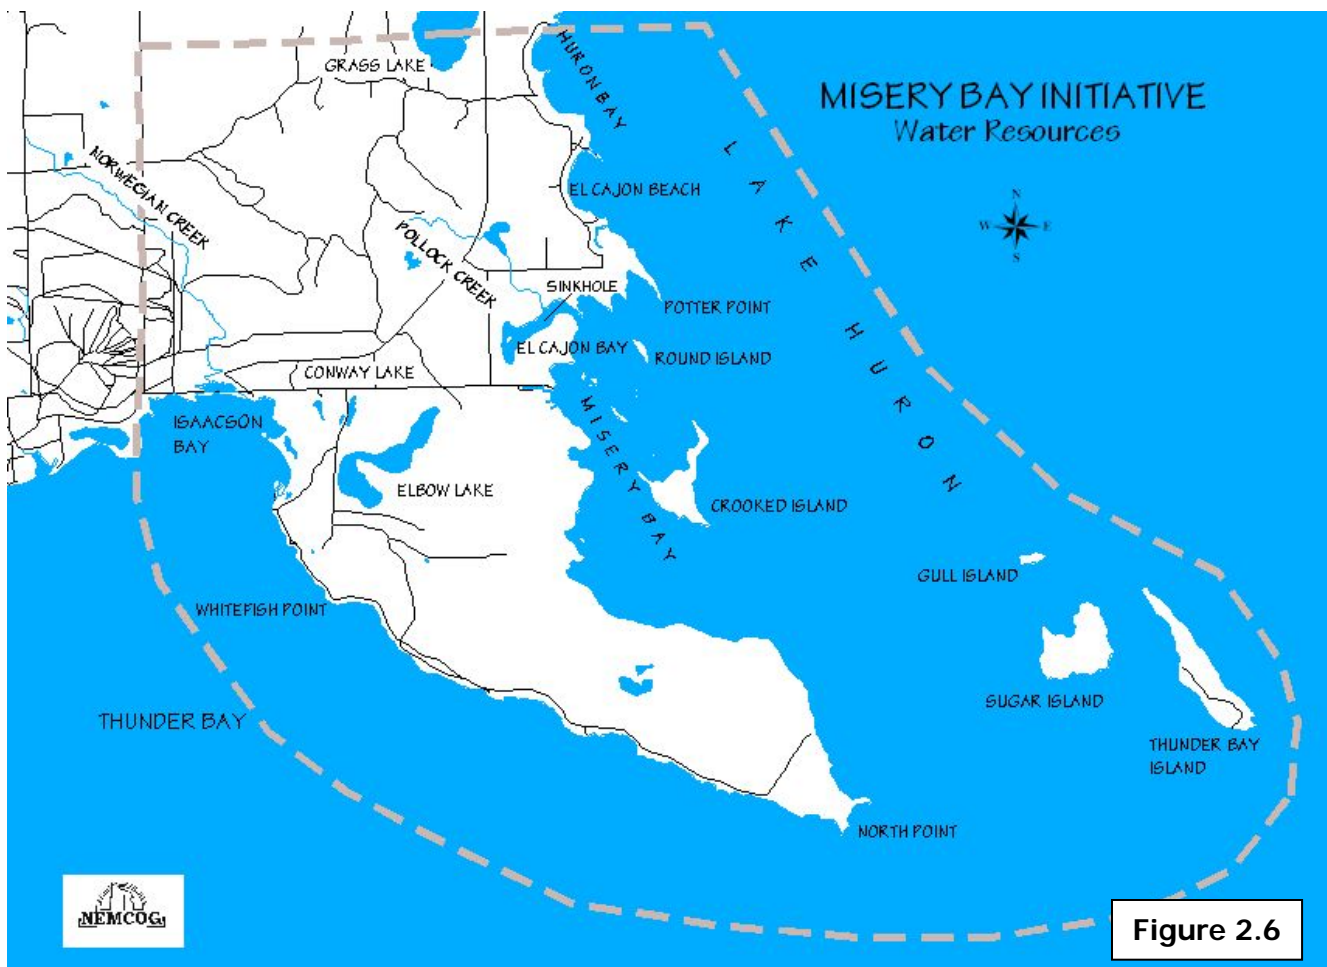 GRASS LAKE
HURON BAY
MISERY BAY INITIATIVE
Water Resources
LAKE HURON
NORWEGIAN CREEK
EL CAJON BEACH
N
W E
S
POLLOCK CREEK
SINKHOLE
POTTER POINT
EL CAJON BAY
ROUND ISLAND
CONWAY LAKE
ISAACSON
BAY
MISERY BAY
ELBOW LAKE
CROOKED ISLAND
GULL ISLAND
WHITEFISH POINT
SUGAR ISLAND
THUNDER BAY
THUNDER BAY
ISLAND
NORTH POINT
NEMCOG
Figure 2.6